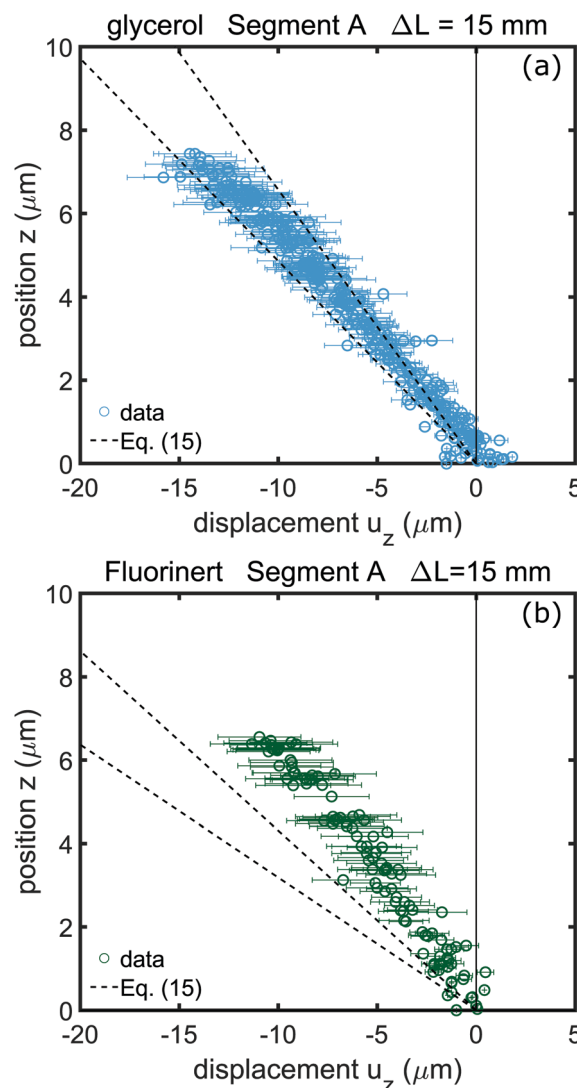 glycerol Segment A ΔL = 15 mm
(a)
10
8
6
4
2
0
position z (μm)
data
Eq. (15)
-20 -15 -10 -5 0 5
displacement u_z (μm)
Fluorinert Segment A ΔL=15 mm
(b)
10
8
6
4
2
0
position z (μm)
data
Eq. (15)
-20 -15 -10 -5 0 5
displacement u_z (μm)